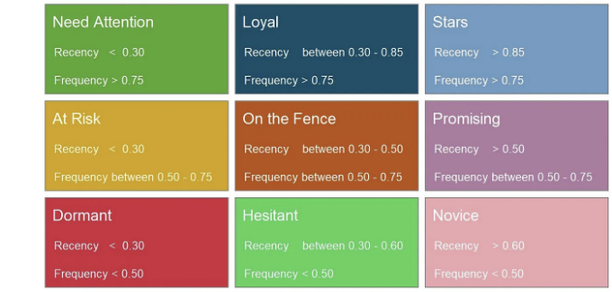 Need Attention
Recency < 0.30
Frequency > 0.75
Loyal
Recency between 0.30 - 0.85
Frequency > 0.75
Stars
Recency > 0.85
Frequency > 0.75
At Risk
Recency < 0.30
Frequency between 0.50 - 0.75
On the Fence
Recency between 0.30 - 0.50
Frequency between 0.50 - 0.75
Promising
Recency > 0.50
Frequency between 0.50 - 0.75
Dormant
Recency < 0.30
Frequency < 0.50
Hesitant
Recency between 0.30 - 0.60
Frequency < 0.50
Novice
Recency > 0.60
Frequency < 0.50